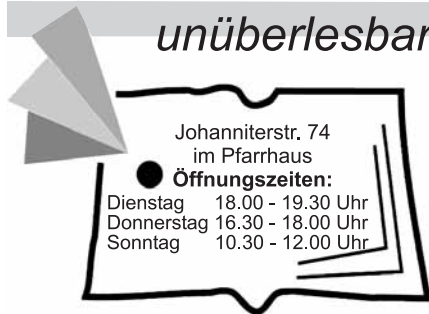 unüberlesbar
Johanniterstr. 74
im Pfarrhaus
Öffnungszeiten:
Dienstag 18.00 - 19.30 Uhr
Donnerstag 16.30 - 18.00 Uhr
Sonntag 10.30 - 12.00 Uhr